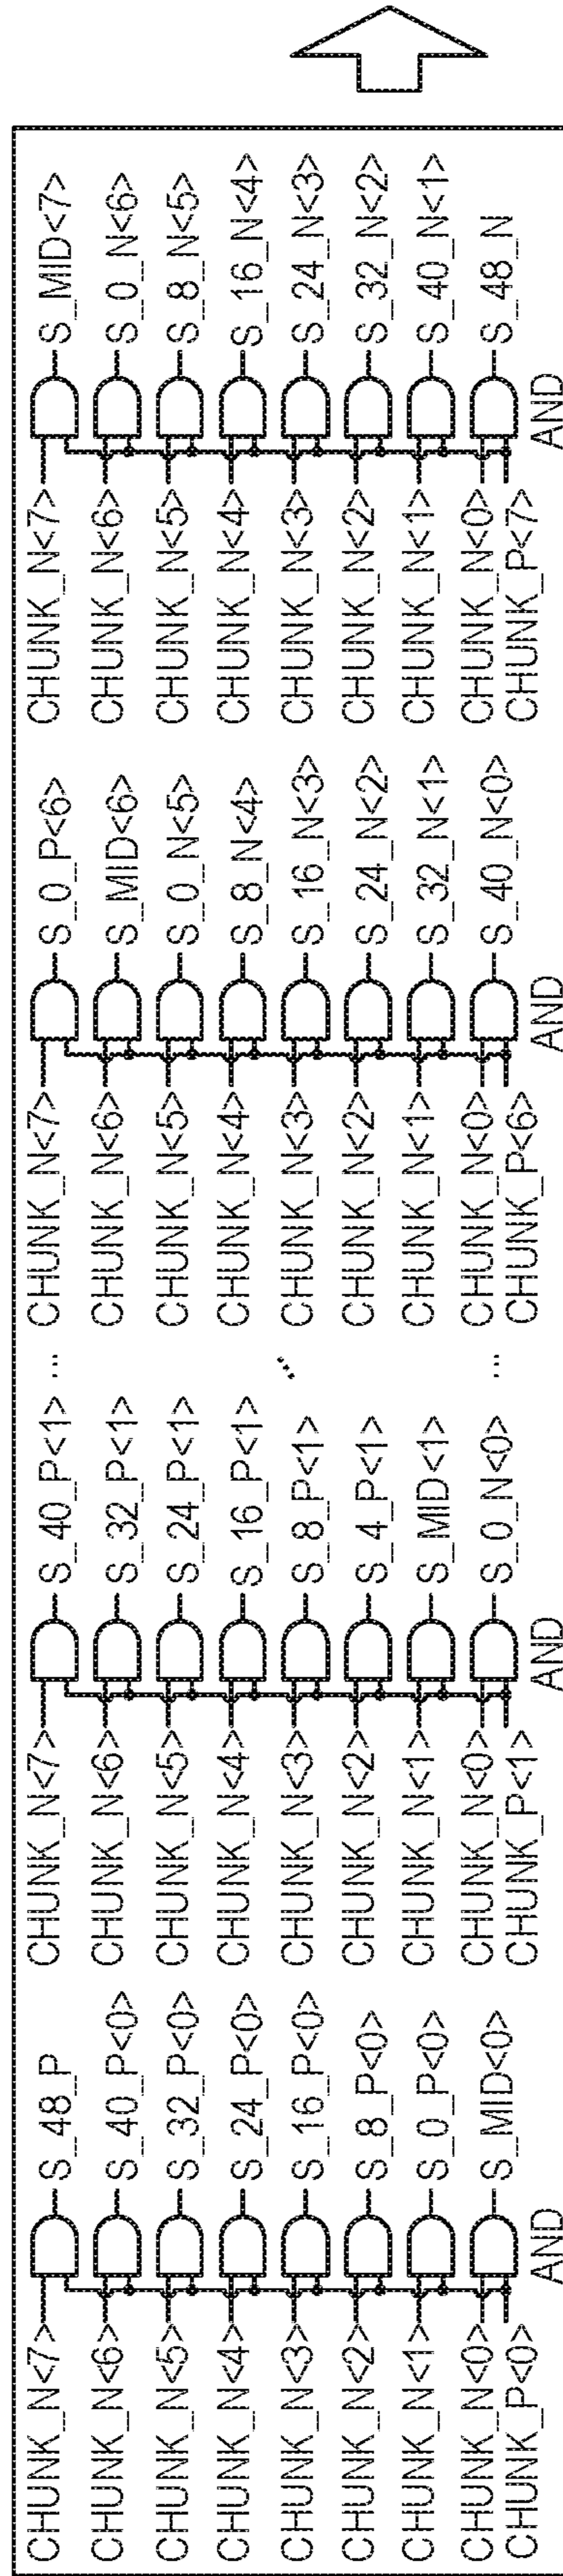 CHUNK_N<7>
S_48_P
CHUNK_N<6>
S_40_P<0>
CHUNK_N<5>
S_32_P<0>
CHUNK_N<4>
S_24_P<0>
CHUNK_N<3>
S_16_P<0>
CHUNK_N<2>
S_8_P<0>
CHUNK_N<1>
S_0_P<0>
CHUNK_N<0>
S_MID<0>
CHUNK_P<0>
AND
CHUNK_N<7>
S_40_P<1>
CHUNK_N<6>
S_32_P<1>
CHUNK_N<5>
S_24_P<1>
CHUNK_N<4>
S_16_P<1>
CHUNK_N<3>
S_8_P<1>
CHUNK_N<2>
S_4_P<1>
CHUNK_N<1>
S_MID<1>
CHUNK_N<0>
S_0_N<0>
CHUNK_P<1>
AND
...
...
...
CHUNK_N<7>
S_0_P<6>
CHUNK_N<6>
S_MID<6>
CHUNK_N<5>
S_0_N<5>
CHUNK_N<4>
S_8_N<4>
CHUNK_N<3>
S_16_N<3>
CHUNK_N<2>
S_24_N<2>
CHUNK_N<1>
S_32_N<1>
CHUNK_N<0>
S_40_N<0>
CHUNK_P<6>
AND
CHUNK_N<7>
S_MID<7>
CHUNK_N<6>
S_0_N<6>
CHUNK_N<5>
S_8_N<5>
CHUNK_N<4>
S_16_N<4>
CHUNK_N<3>
S_24_N<3>
CHUNK_N<2>
S_32_N<2>
CHUNK_N<1>
S_40_N<1>
CHUNK_N<0>
S_48_N
CHUNK_P<7>
AND